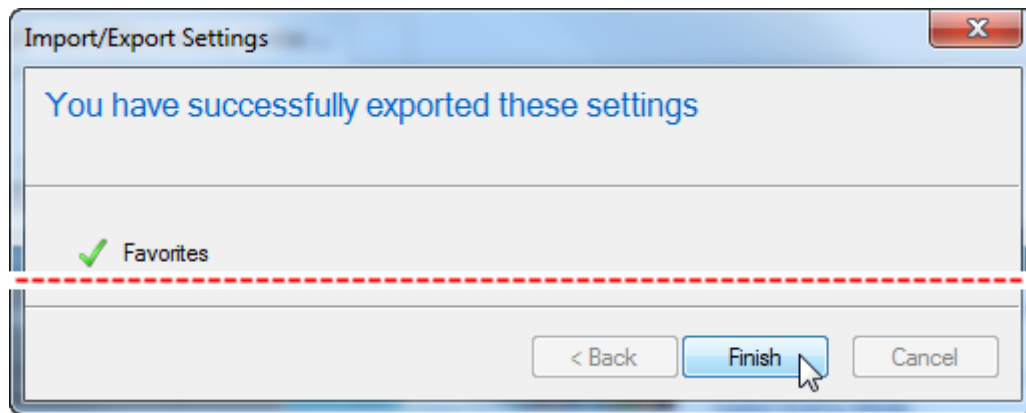 Import/Export Settings
You have successfully exported these settings
Favorites
< Back Finish Cancel